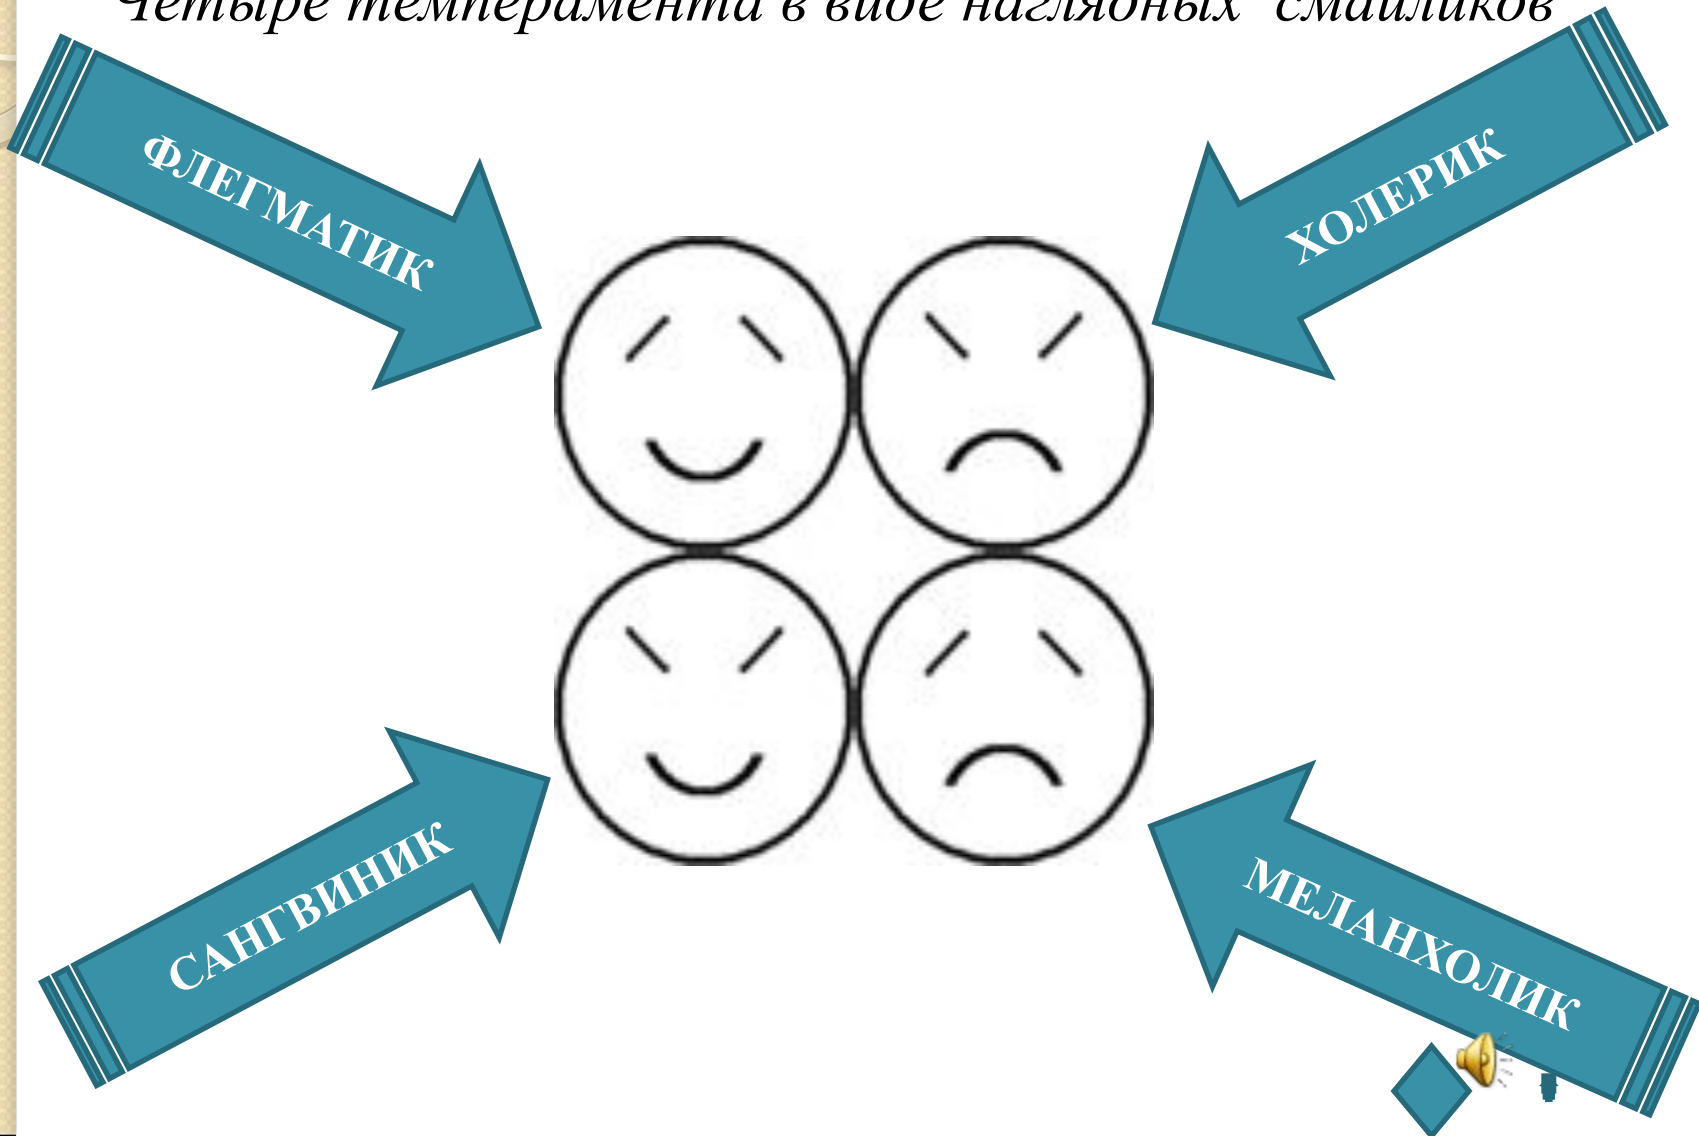 Четыре темперамента в виде наглядных смайликов
ФЛЕГМАТИК
ХОЛЕРИК
САНГВИНИК
МЕЛАНХОЛИК